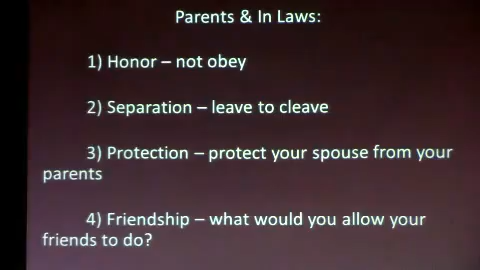 Parents & In Laws:
1) Honor – not obey
2) Separation – leave to cleave
3) Protection – protect your spouse from your
parents
4) Friendship – what would you allow your
friends to do?